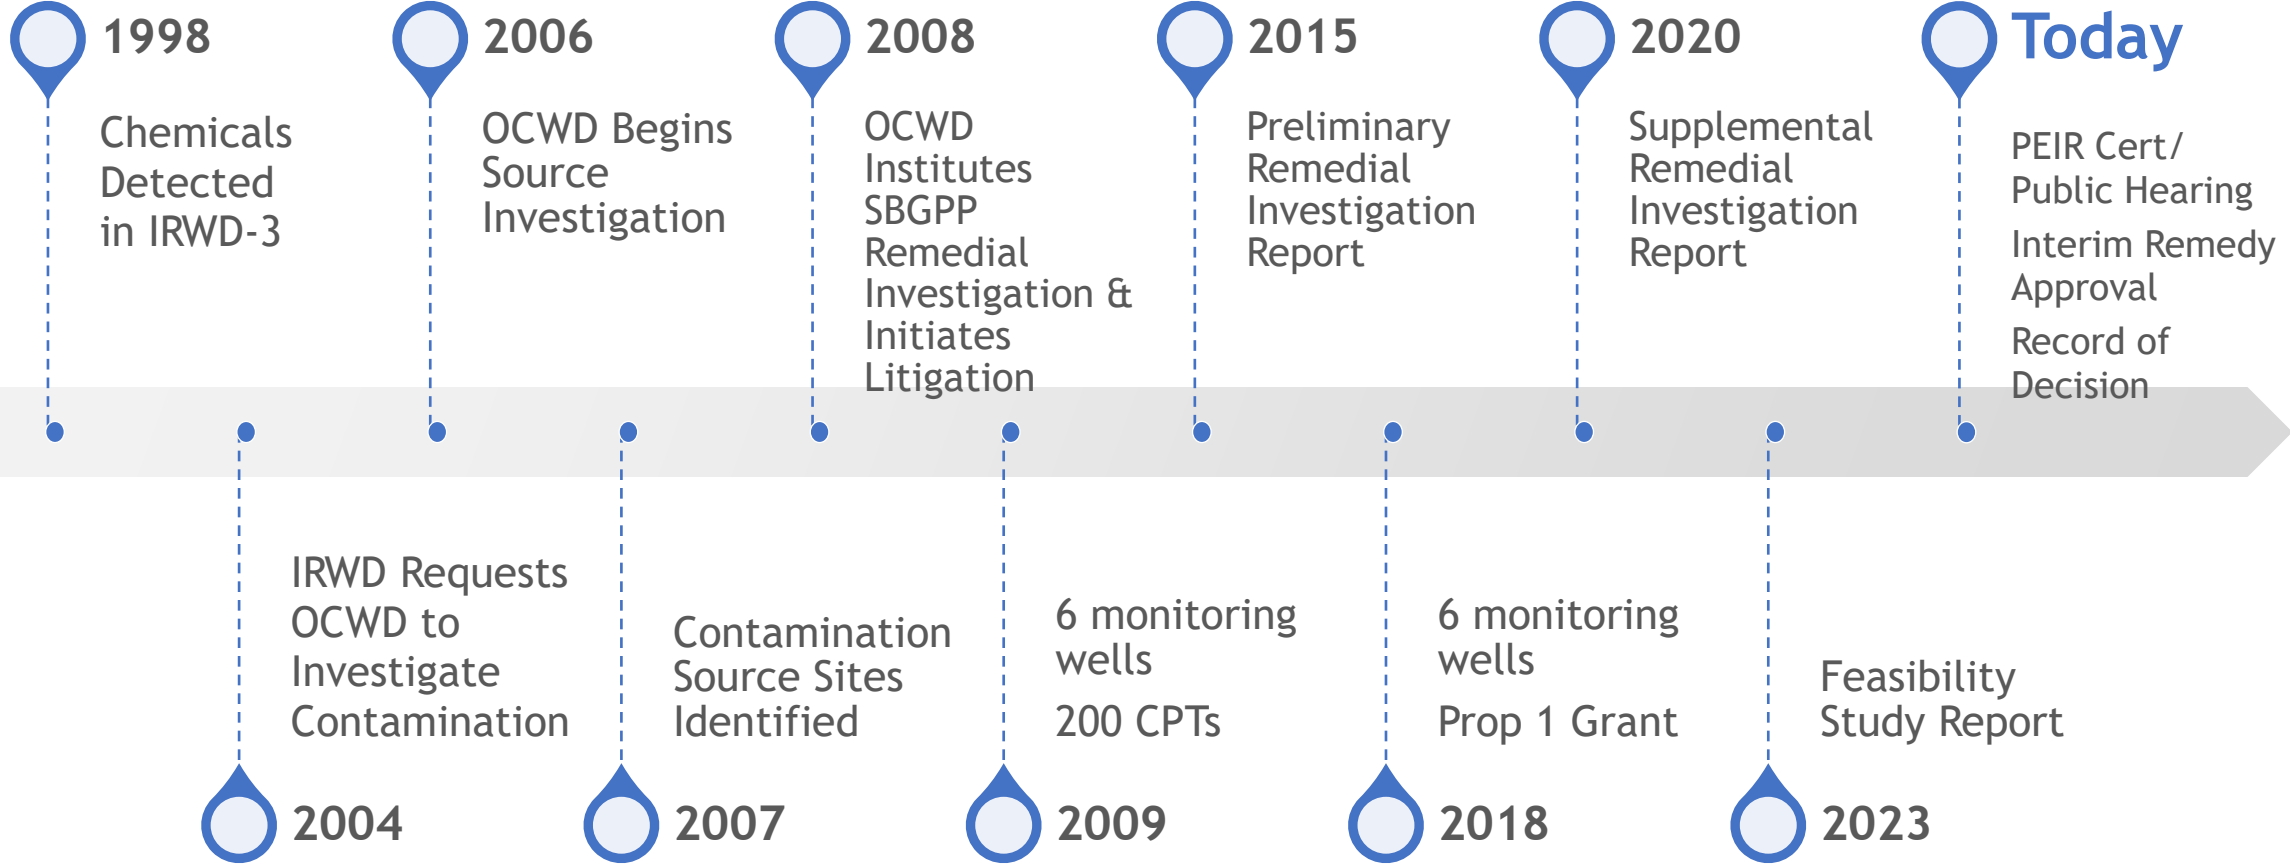 1998
Chemicals
Detected
in IRWD-3
2004
IRWD Requests
OCWD to
Investigate
Contamination
2006
OCWD Begins
Source
Investigation
2007
Contamination
Source Sites
Identified
2008
OCWD
Institutes
SBGPP
Remedial
Investigation &
Initiates
Litigation
2009
6 monitoring
wells
200 CPTs
2015
Preliminary
Remedial
Investigation
Report
2018
6 monitoring
wells
Prop 1 Grant
2020
Supplemental
Remedial
Investigation
Report
2023
Feasibility
Study Report
Today
PEIR Cert/
Public Hearing
Interim Remedy
Approval
Record of
Decision